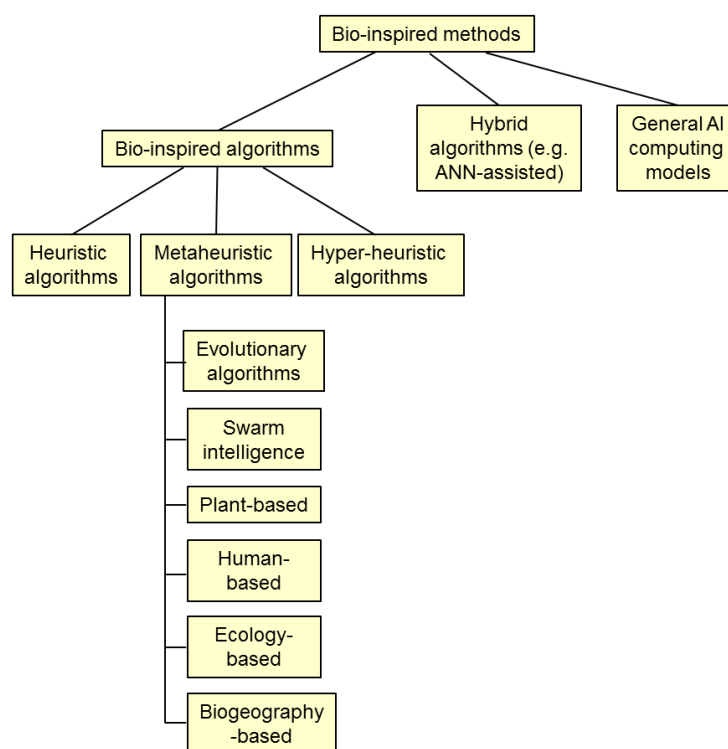 Bio-inspired methods
Bio-inspired algorithms
Hybrid
algorithms (e.g.
ANN-assisted)
General AI
computing
models
Heuristic
algorithms
Metaheuristic
algorithms
Hyper-heuristic
algorithms
Evolutionary
algorithms
Swarm
intelligence
Plant-based
Human-
based
Ecology-
based
Biogeography
-based